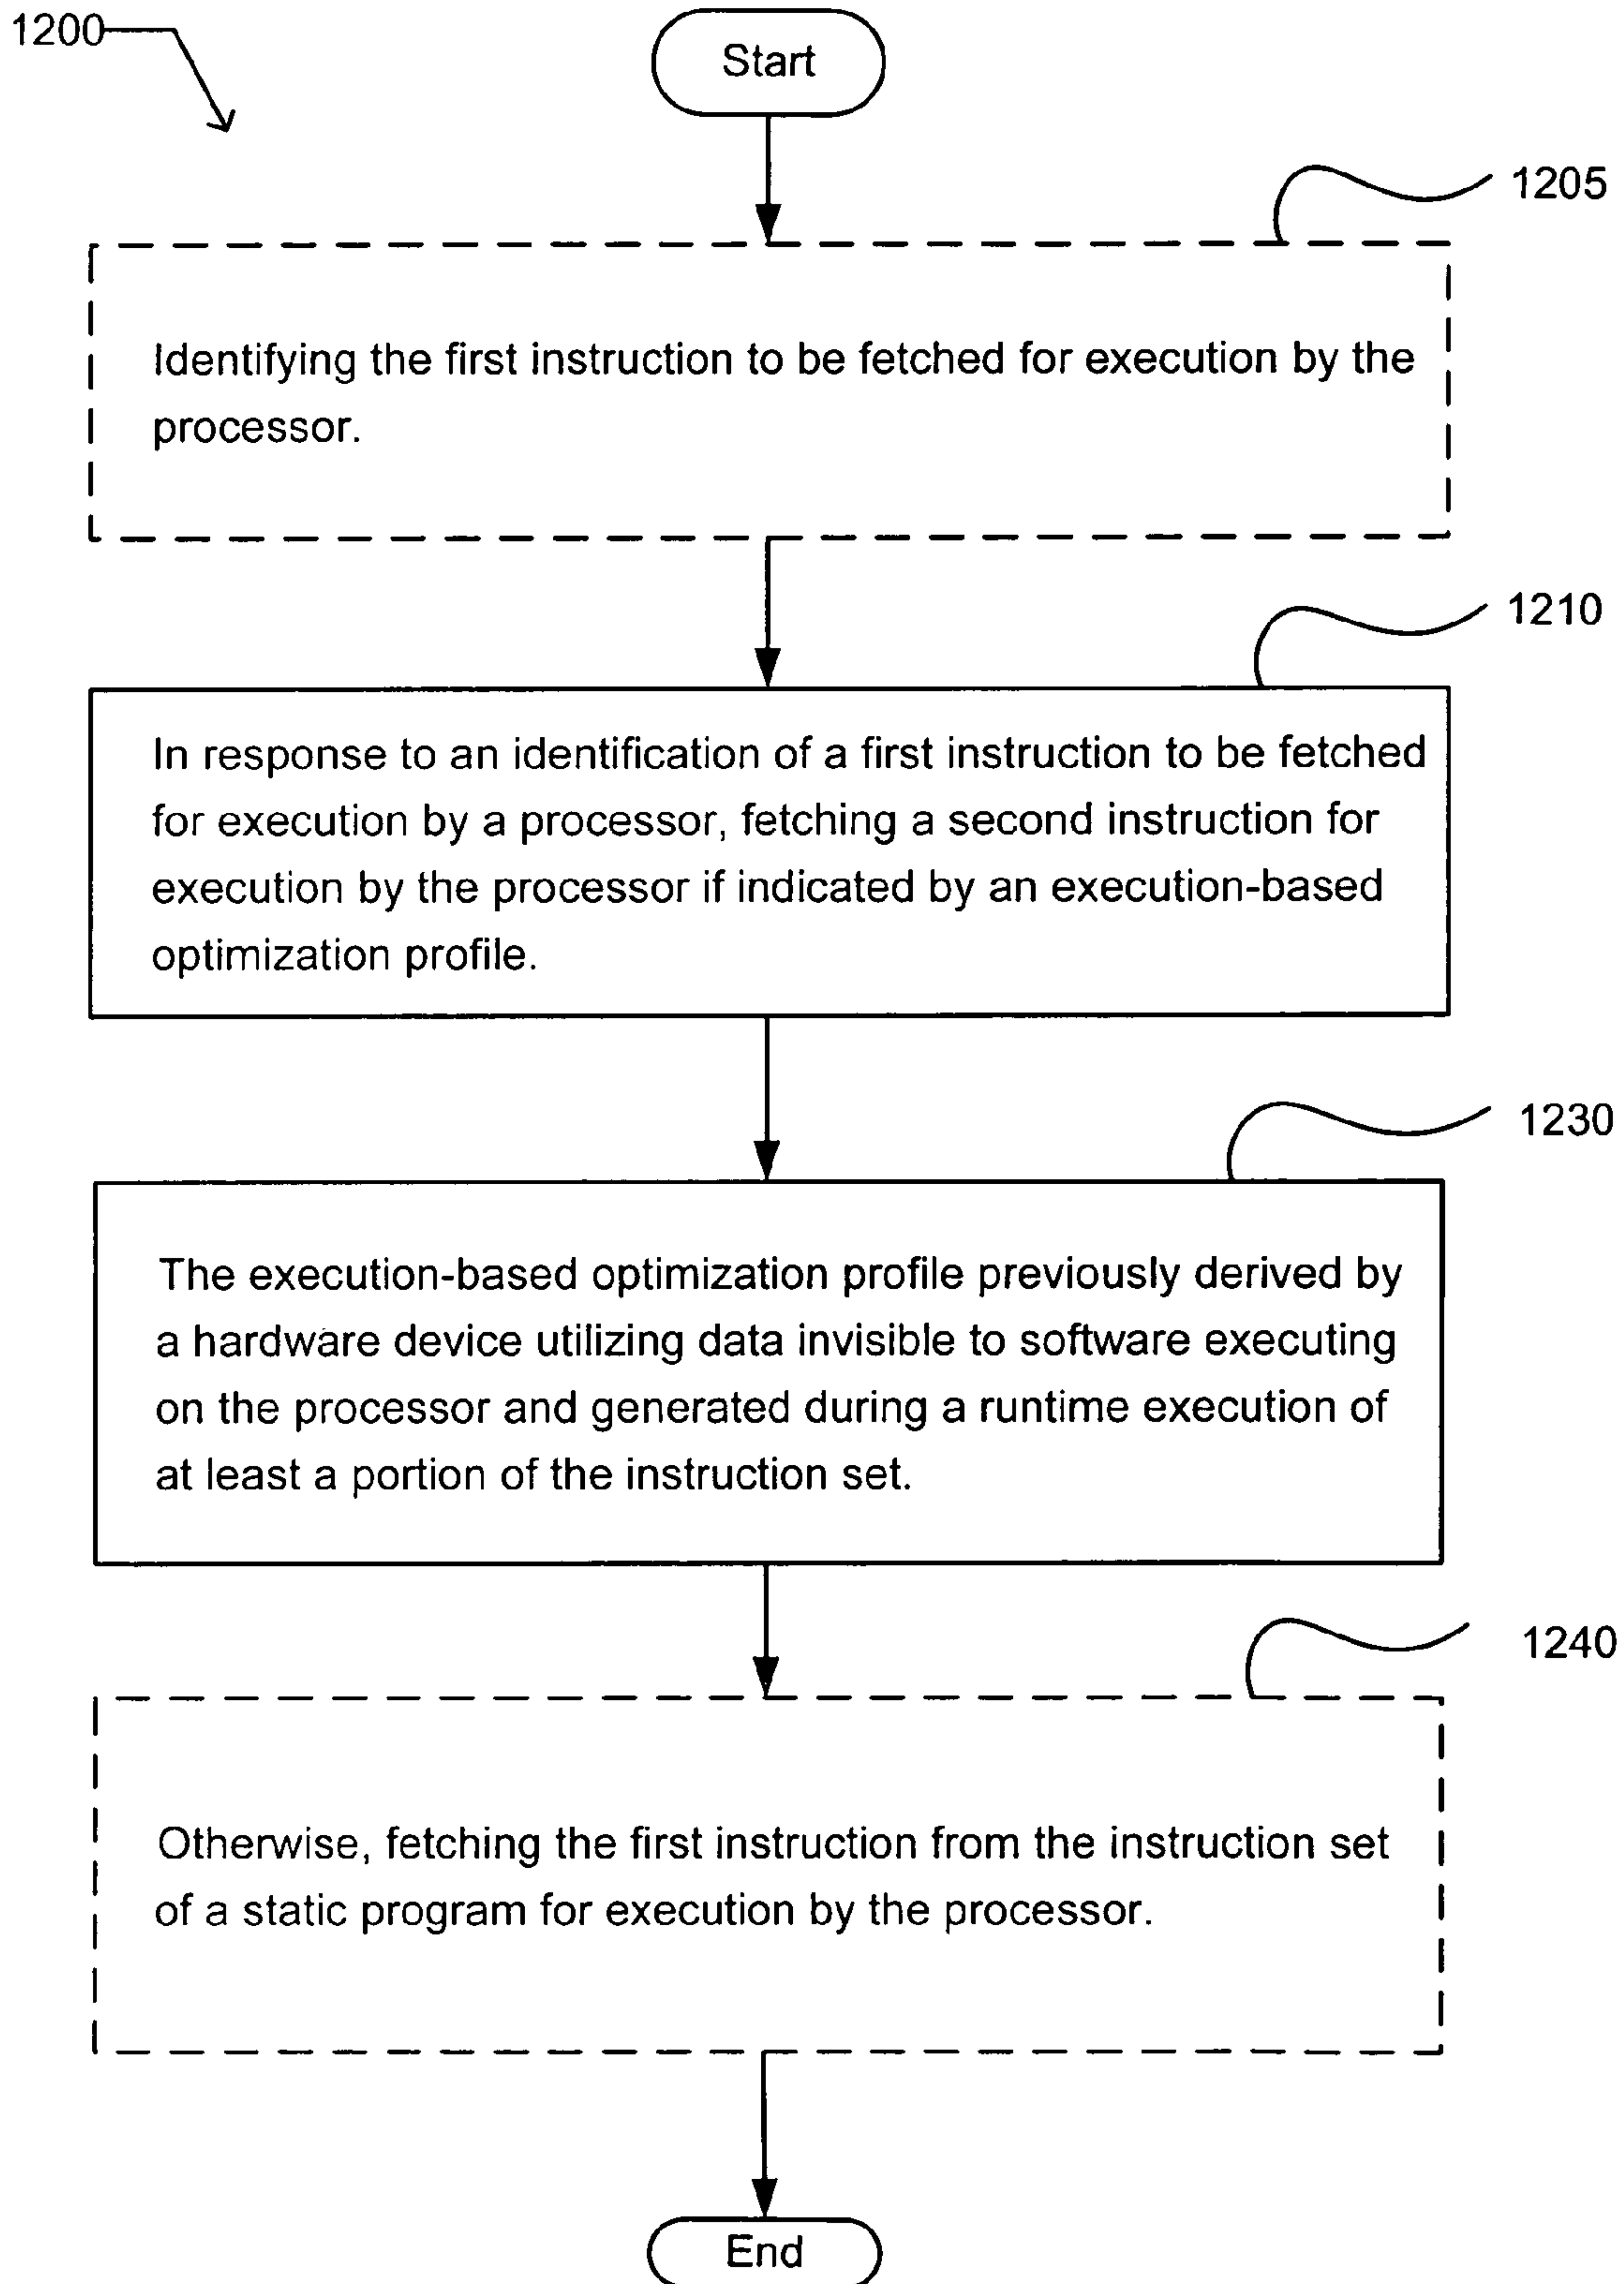 1200
Start
1205
Identifying the first instruction to be fetched for execution by the
processor.
1210
In response to an identification of a first instruction to be fetched
for execution by a processor, fetching a second instruction for
execution by the processor if indicated by an execution-based
optimization profile.
1230
The execution-based optimization profile previously derived by
a hardware device utilizing data invisible to software executing
on the processor and generated during a runtime execution of
at least a portion of the instruction set.
1240
Otherwise, fetching the first instruction from the instruction set
of a static program for execution by the processor.
End